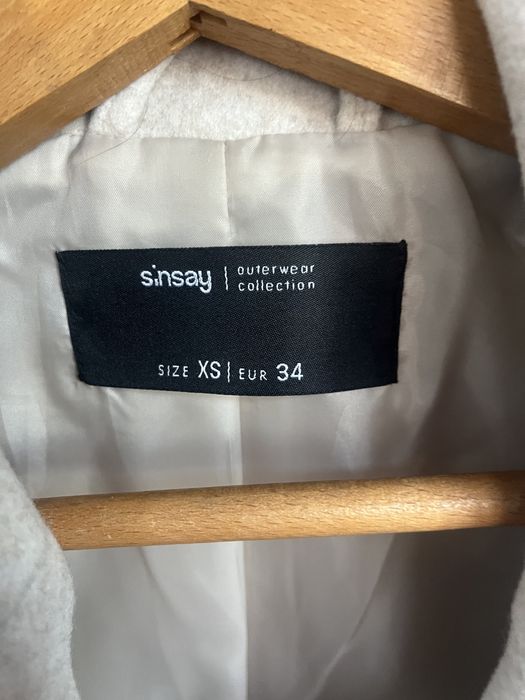 sinsay | outerwear
collection
SIZE XS | EUR 34